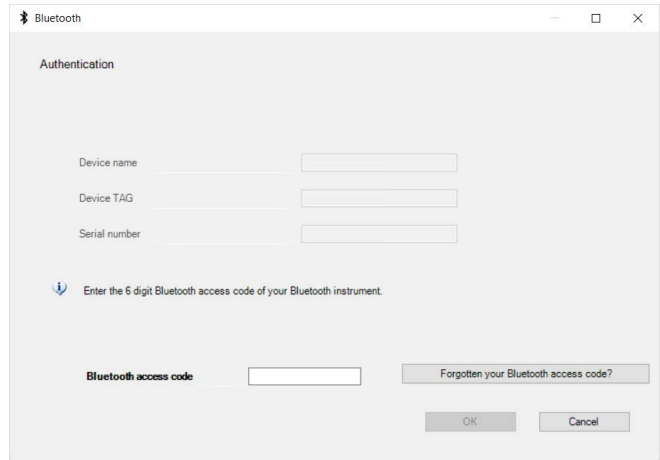 Bluetooth
Authentication
Device name
Device TAG
Serial number
Enter the 6 digit Bluetooth access code of your Bluetooth instrument.
Bluetooth access code
Forgotten your Bluetooth access code?
OK
Cancel